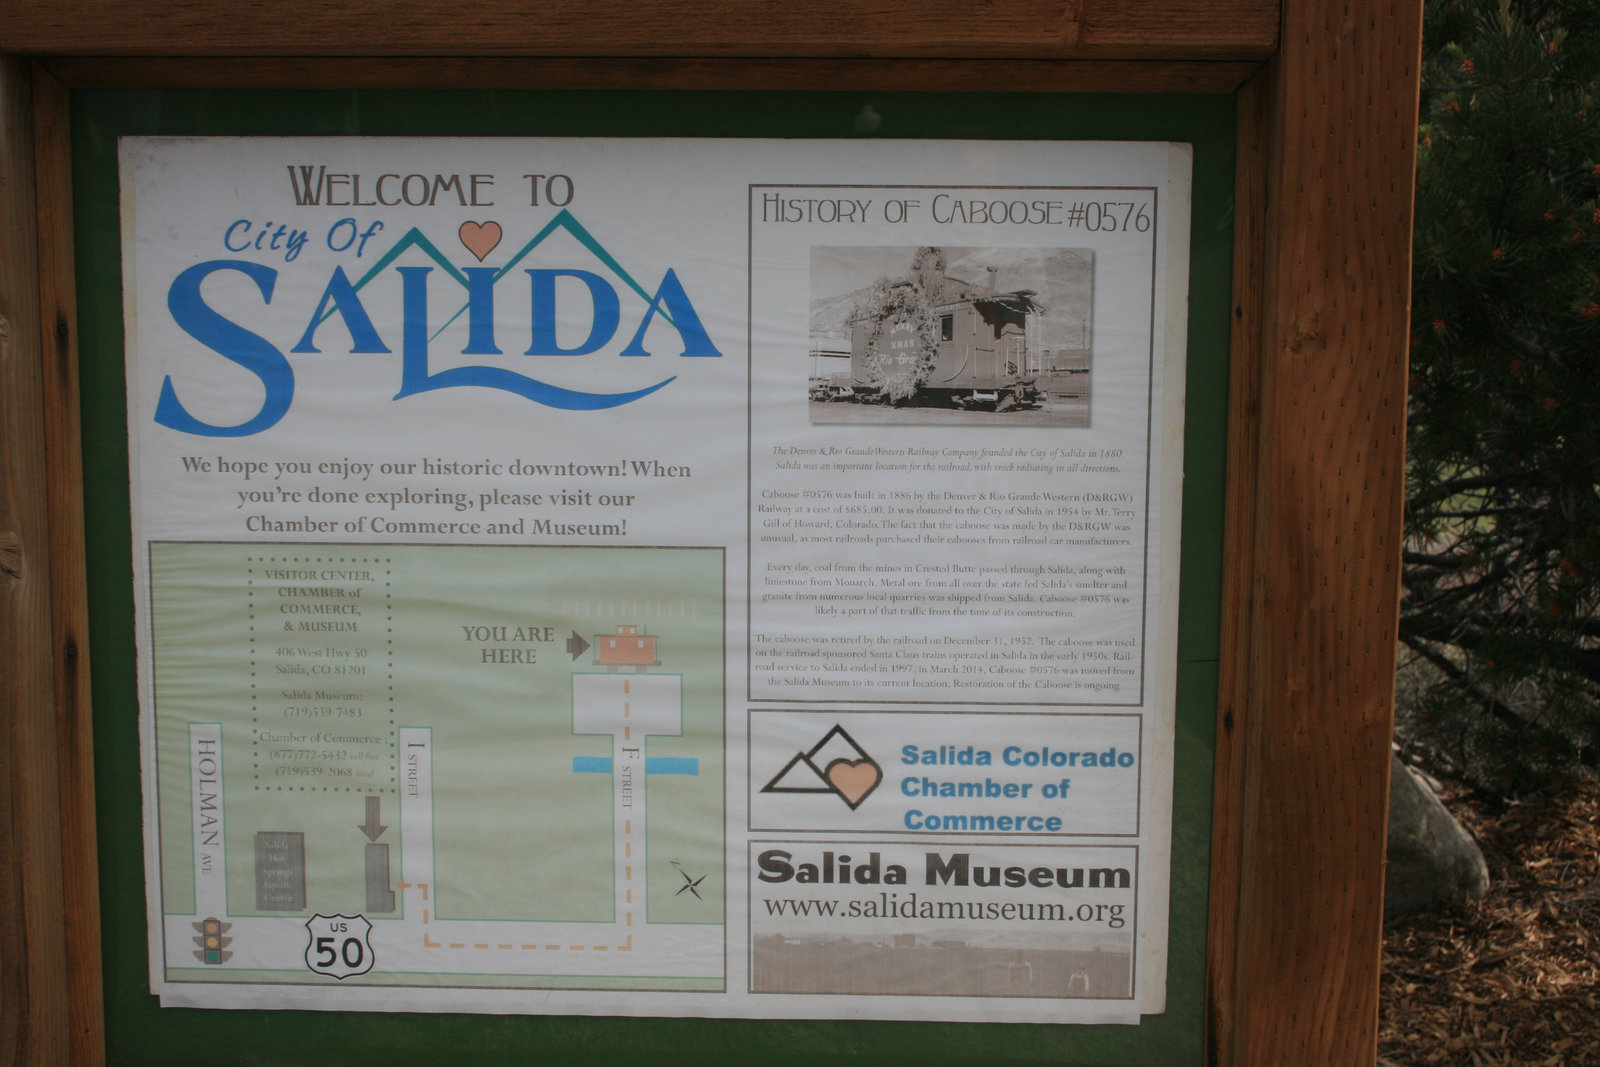 WELCOME TO
City Of
SALIDA
We hope you enjoy our historic downtown! When
you're done exploring, please visit our
Chamber of Commerce and Museum!
VISITOR CENTER,
CHAMBER of
COMMERCE,
& MUSEUM
406 West Hwy 50
Salida, CO 81201
Salida Museum:
(719)539-7483
Chamber of Commerce:
(877)772-5432 toll free
(719)539-2068 local
YOU ARE
HERE
HOLMAN AVE
I STREET
F STREET
Salida
Hot
Springs
Aquatic
Center
N
US
50
HISTORY OF CABOOSE #0576
MERRY
XMAS
Rio Gra
The Denver & Rio Grande Western Railway Company founded the City of Salida in 1880.
Salida was an important location for the railroad, with track radiating in all directions.
Caboose #0576 was built in 1886 by the Denver & Rio Grande Western (D&RGW)
Railway at a cost of $685.00. It was donated to the City of Salida in 1954 by Mr. Terry
Gill of Howard, Colorado. The fact that the caboose was made by the D&RGW was
unusual, as most railroads purchased their cabooses from railroad car manufacturers.
Every day, coal from the mines in Crested Butte passed through Salida, along with
limestone from Monarch. Metal ore from all over the state fed Salida's smelter and
granite from numerous local quarries was shipped from Salida. Caboose #0576 was
likely a part of that traffic from the time of its construction.
The caboose was retired by the railroad on December 31, 1952. The caboose was used
on the railroad sponsored Santa Claus trains operated in Salida in the early 1950s. Rail-
road service to Salida ended in 1997. In March 2014, Caboose #0576 was moved from
the Salida Museum to its current location. Restoration of the Caboose is ongoing.
Salida Colorado
Chamber of
Commerce
Salida Museum
www.salidamuseum.org